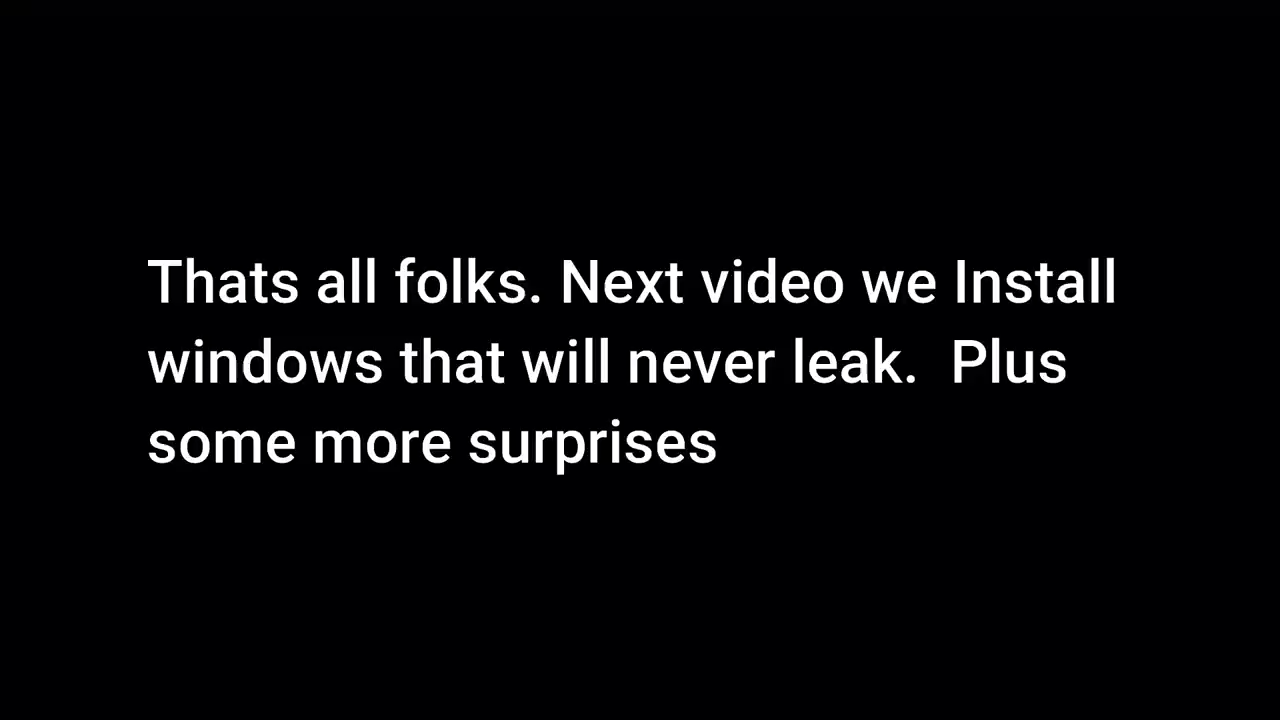 Thats all folks. Next video we Install
windows that will never leak.  Plus
some more surprises